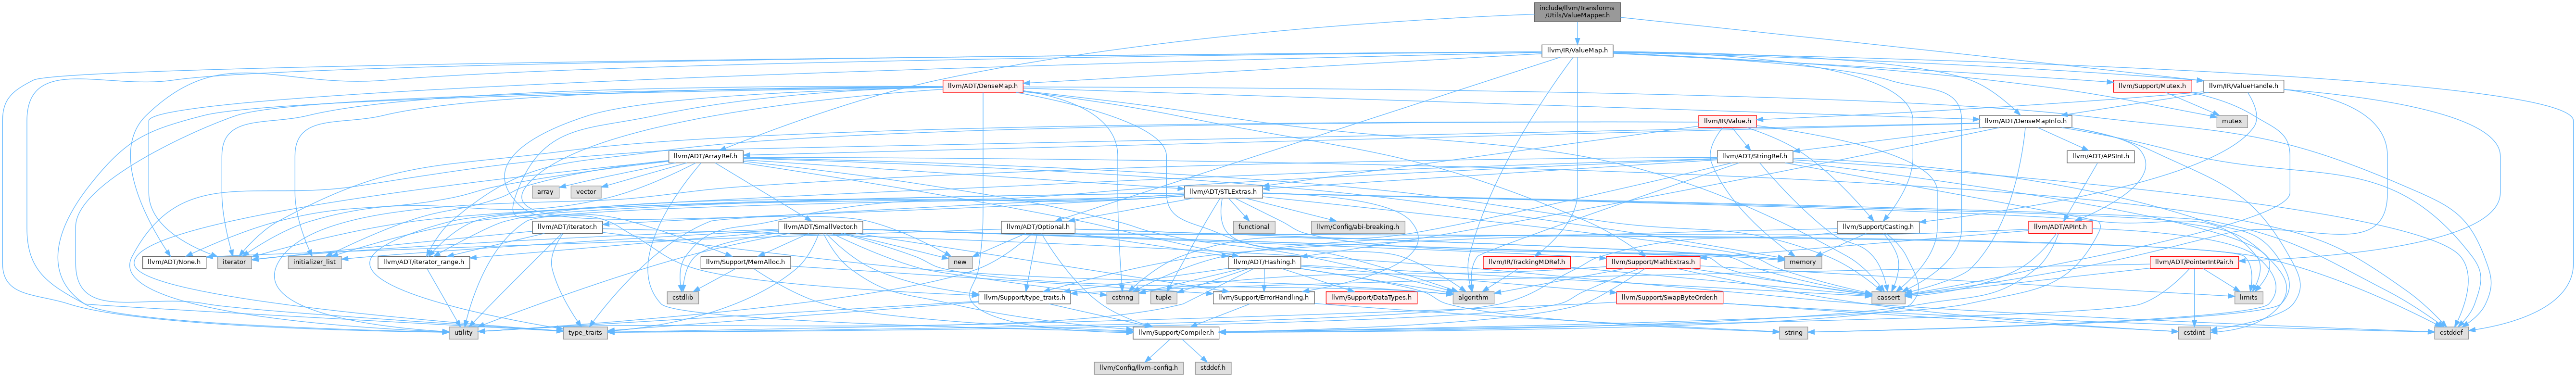 include/llvm/Transforms
/Utils/ValueMapper.h
llvm/IR/ValueMap.h
llvm/ADT/DenseMap.h
llvm/Support/Mutex.h
llvm/IR/ValueHandle.h
llvm/IR/Value.h
llvm/ADT/DenseMapInfo.h
mutex
llvm/ADT/ArrayRef.h
llvm/ADT/StringRef.h
llvm/ADT/APSInt.h
array
vector
llvm/ADT/STLExtras.h
llvm/ADT/iterator.h
llvm/ADT/SmallVector.h
llvm/ADT/Optional.h
functional
llvm/Config/abi-breaking.h
llvm/Support/Casting.h
llvm/ADT/APInt.h
llvm/ADT/None.h
iterator
initializer_list
llvm/ADT/iterator_range.h
llvm/Support/MemAlloc.h
new
llvm/ADT/Hashing.h
llvm/IR/TrackingMDRef.h
llvm/Support/MathExtras.h
memory
llvm/ADT/PointerIntPair.h
cstdlib
llvm/Support/type_traits.h
cstring
tuple
llvm/Support/ErrorHandling.h
llvm/Support/DataTypes.h
algorithm
llvm/Support/SwapByteOrder.h
cassert
limits
utility
type_traits
llvm/Support/Compiler.h
string
cstdint
cstddef
llvm/Config/llvm-config.h
stddef.h